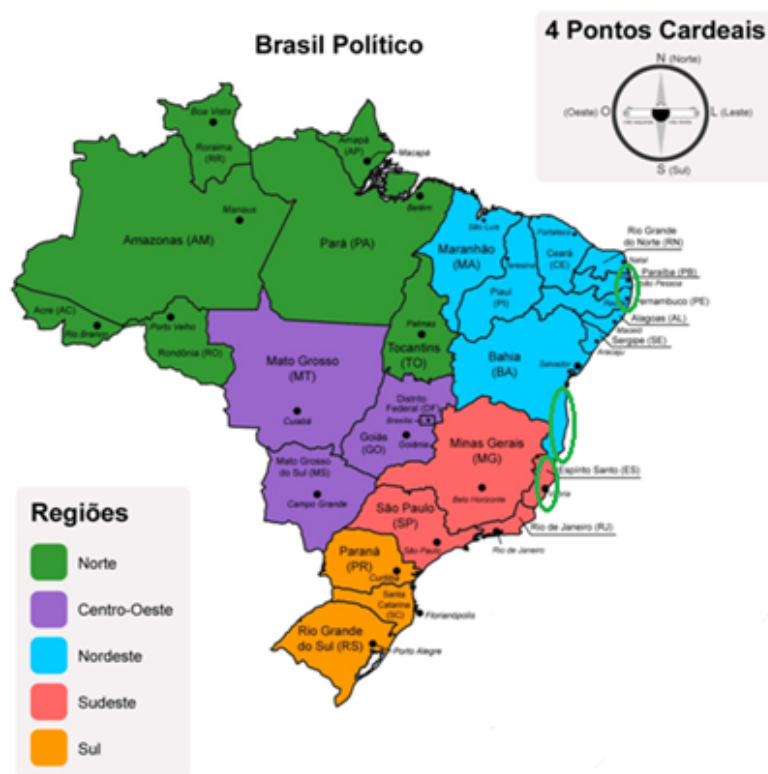 Brasil Político
4 Pontos Cardeais
N (Norte)
(Oeste) O
L (Leste)
S (Sul)
Boa Vista
Roraima
(RR)
Amapá
(AP)
Macapá
Manaus
Amazonas (AM)
Belém
Pará (PA)
São Luís
Maranhão
(MA)
Teresina
Piauí
(PI)
Fortaleza
Ceará
(CE)
Rio Grande
do Norte (RN)
Natal
Paraíba (PB)
João Pessoa
Pernambuco (PE)
Alagoas (AL)
Maceió
Sergipe (SE)
Aracaju
Acre (AC)
Rio Branco
Porto Velho
Rondônia (RO)
Palmas
Tocantins
(TO)
Bahia
(BA)
Salvador
Mato Grosso
(MT)
Cuiabá
Distrito
Federal (DF)
Brasília
Goiás
(GO)
Goiânia
Minas Gerais
(MG)
Belo Horizonte
Espírito Santo (ES)
Vitória
Mato Grosso
do Sul (MS)
Campo Grande
São Paulo
(SP)
São Paulo
Rio de Janeiro (RJ)
Rio de Janeiro
Paraná
(PR)
Curitiba
Santa
Catarina
(SC)
Florianópolis
Rio Grande
do Sul (RS)
Porto Alegre
Regiões
Norte
Centro-Oeste
Nordeste
Sudeste
Sul